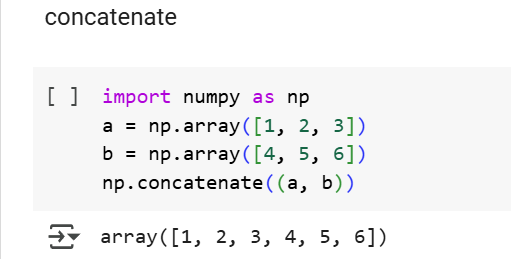 concatenate
[ ] import numpy as np
a = np.array([1, 2, 3])
b = np.array([4, 5, 6])
np.concatenate((a, b))
array([1, 2, 3, 4, 5, 6])